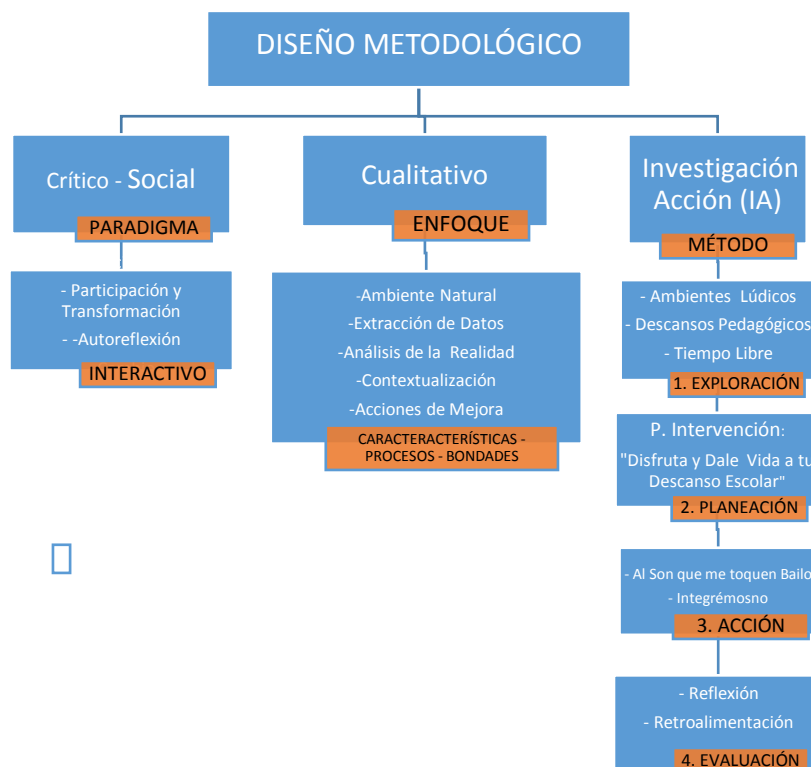 DISEÑO METODOLÓGICO
Crítico - Social
PARADIGMA
- Participación y
Transformación
- -Autoreflexión
INTERACTIVO
Cualitativo
ENFOQUE
-Ambiente Natural
-Extracción de Datos
-Análisis de la Realidad
-Contextualización
-Acciones de Mejora
CARACTERACTERÍSTICAS -
PROCESOS - BONDADES
Investigación
Acción (IA)
MÉTODO
- Ambientes Lúdicos
- Descansos Pedagógicos
- Tiempo Libre
1. EXPLORACIÓN
P. Intervención:
"Disfruta y Dale Vida a tu
Descanso Escolar"
2. PLANEACIÓN
- Al Son que me toquen Bailo
- Integrémosno
3. ACCIÓN
- Reflexión
- Retroalimentación
4. EVALUACIÓN